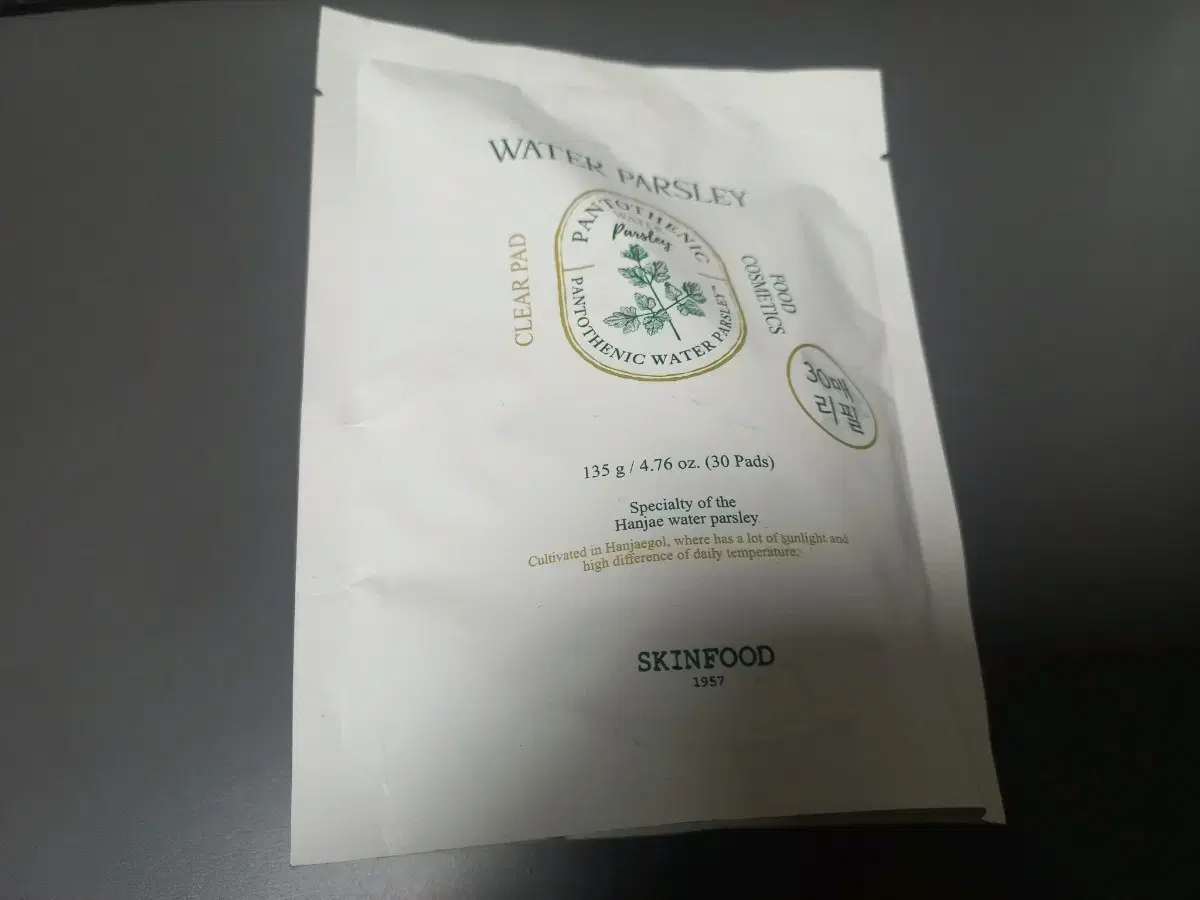 WATER PARSLEY
CLEAR PAD
PANTOTHENIC
WATER
Parsley
PANTOTHENIC WATER PARSLEY™
FOOD
COSMETICS
30매
리필
135 g / 4.76 oz. (30 Pads)
Specialty of the
Hanjae water parsley
Cultivated in Hanjaegol, where has a lot of sunlight and
high difference of daily temperature.
SKINFOOD
1957